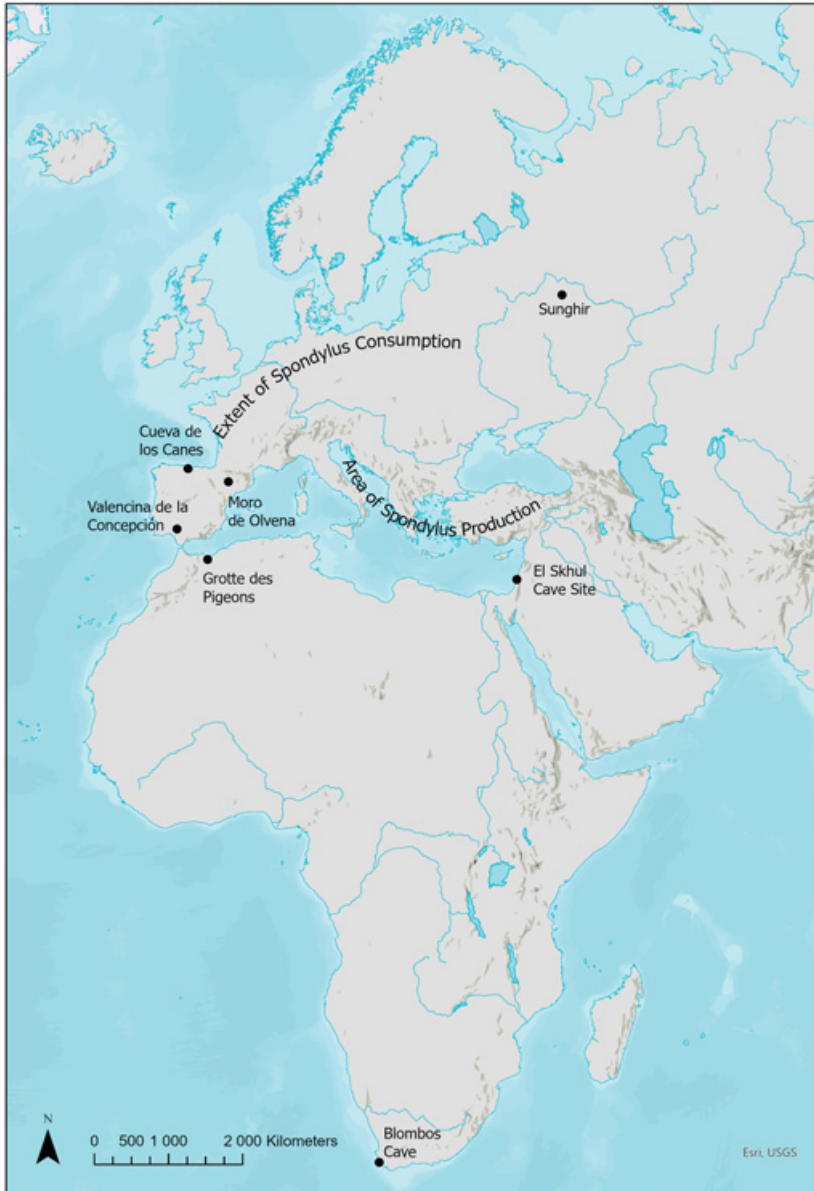 Sunghir
Extent of Spondylus Consumption
Cueva de
los Canes
Area of Spondylus Production
Moro
de Olvena
Valencina de la
Concepción
Grotte des
Pigeons
El Skhul
Cave Site
Blombos
Cave
N
0 500 1 000 2 000 Kilometers
Esri, USGS